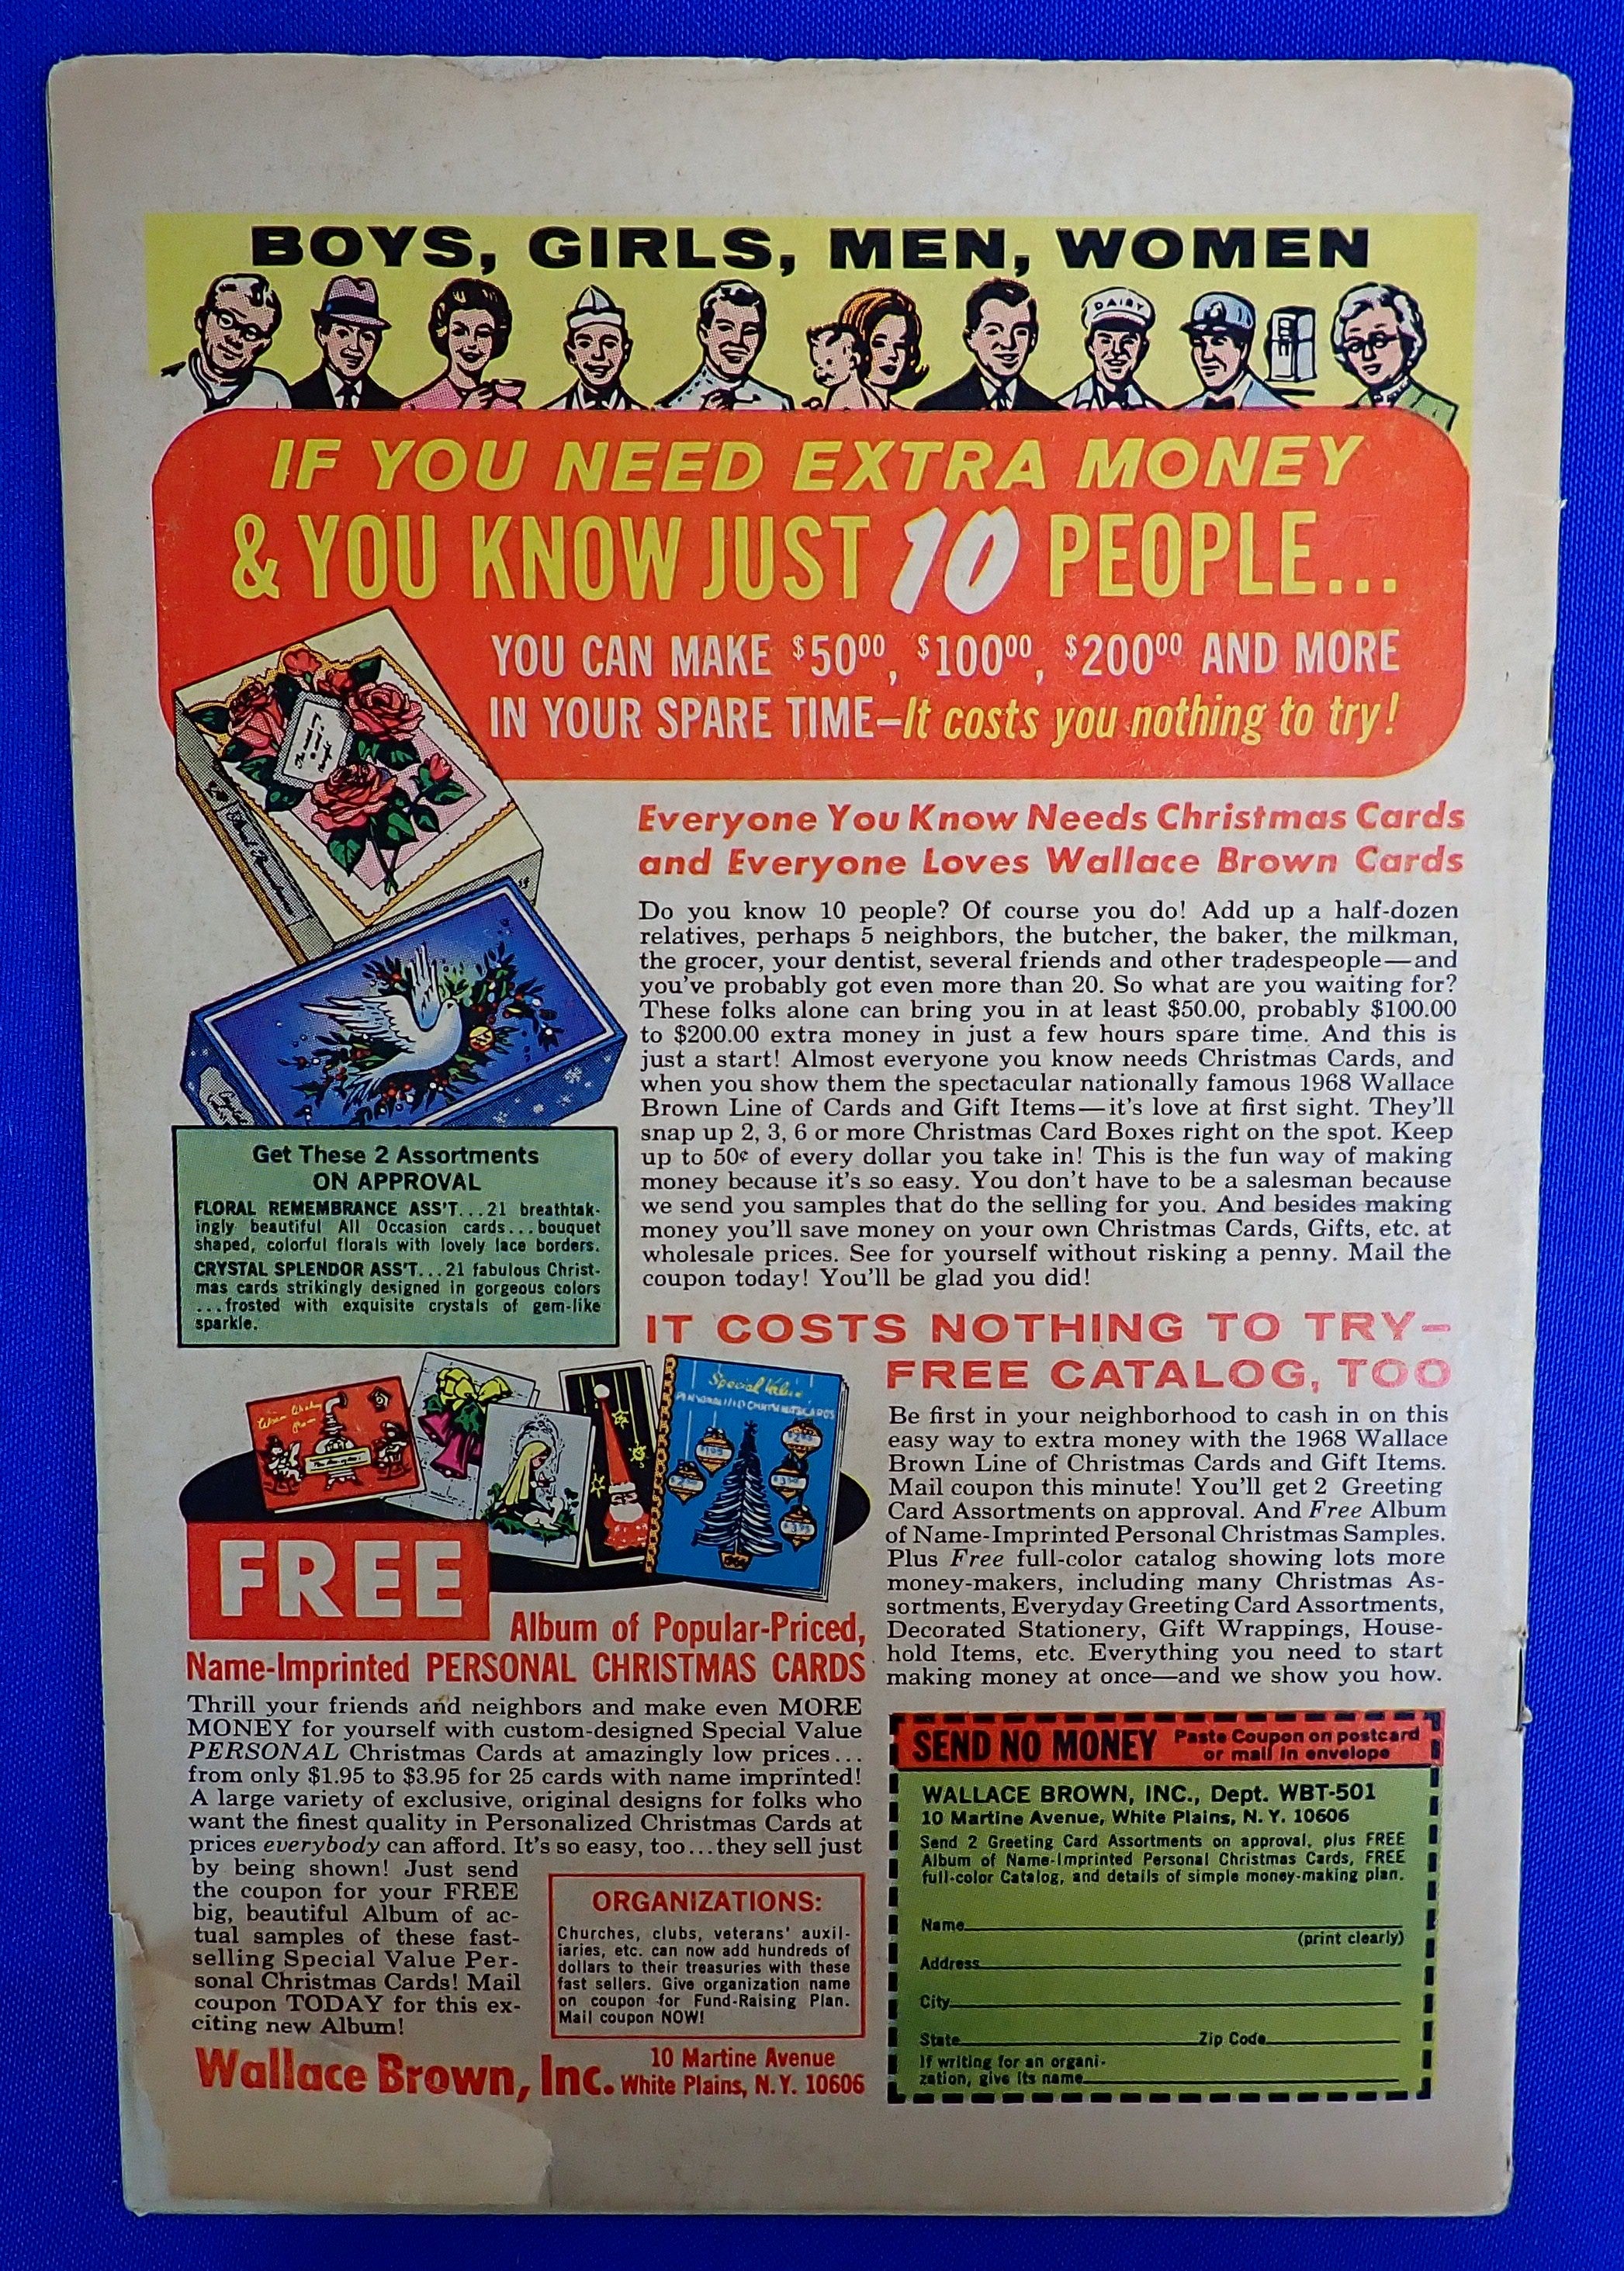 BOYS, GIRLS, MEN, WOMEN
DAIRY
IF YOU NEED EXTRA MONEY
& YOU KNOW JUST 10 PEOPLE...
YOU CAN MAKE $50⁰⁰, $100⁰⁰, $200⁰⁰ AND MORE
IN YOUR SPARE TIME–It costs you nothing to try!
Everyone You Know Needs Christmas Cards
and Everyone Loves Wallace Brown Cards
Do you know 10 people? Of course you do! Add up a half-dozen
relatives, perhaps 5 neighbors, the butcher, the baker, the milkman,
the grocer, your dentist, several friends and other tradespeople—and
you've probably got even more than 20. So what are you waiting for?
These folks alone can bring you in at least $50.00, probably $100.00
to $200.00 extra money in just a few hours spare time. And this is
just a start! Almost everyone you know needs Christmas Cards, and
when you show them the spectacular nationally famous 1968 Wallace
Brown Line of Cards and Gift Items—it's love at first sight. They'll
snap up 2, 3, 6 or more Christmas Card Boxes right on the spot. Keep
up to 50¢ of every dollar you take in! This is the fun way of making
money because it's so easy. You don't have to be a salesman because
we send you samples that do the selling for you. And besides making
money you'll save money on your own Christmas Cards, Gifts, etc. at
wholesale prices. See for yourself without risking a penny. Mail the
coupon today! You'll be glad you did!
Get These 2 Assortments
ON APPROVAL
FLORAL REMEMBRANCE ASS'T...21 breathtak-
ingly beautiful All Occasion cards...bouquet
shaped, colorful florals with lovely lace borders.
CRYSTAL SPLENDOR ASS'T...21 fabulous Christ-
mas cards strikingly designed in gorgeous colors
...frosted with exquisite crystals of gem-like
sparkle.
IT COSTS NOTHING TO TRY–
FREE CATALOG, TOO
Be first in your neighborhood to cash in on this
easy way to extra money with the 1968 Wallace
Brown Line of Christmas Cards and Gift Items.
Mail coupon this minute! You'll get 2 Greeting
Card Assortments on approval. And Free Album
of Name-Imprinted Personal Christmas Samples.
Plus Free full-color catalog showing lots more
money-makers, including many Christmas As-
sortments, Everyday Greeting Card Assortments,
Decorated Stationery, Gift Wrappings, House-
hold Items, etc. Everything you need to start
making money at once—and we show you how.
Special Value
PERSONALIZED CHRISTMAS CARDS
FREE
Album of Popular-Priced,
Name-Imprinted PERSONAL CHRISTMAS CARDS
Thrill your friends and neighbors and make even MORE
MONEY for yourself with custom-designed Special Value
PERSONAL Christmas Cards at amazingly low prices...
from only $1.95 to $3.95 for 25 cards with name imprinted!
A large variety of exclusive, original designs for folks who
want the finest quality in Personalized Christmas Cards at
prices everybody can afford. It's so easy, too...they sell just
by being shown! Just send
the coupon for your FREE
big, beautiful Album of ac-
tual samples of these fast-
selling Special Value Per-
sonal Christmas Cards! Mail
coupon TODAY for this ex-
citing new Album!
ORGANIZATIONS:
Churches, clubs, veterans' auxil-
iaries, etc. can now add hundreds of
dollars to their treasuries with these
fast sellers. Give organization name
on coupon for Fund-Raising Plan.
Mail coupon NOW!
Wallace Brown, Inc. 10 Martine Avenue
White Plains, N.Y. 10606
SEND NO MONEY Paste Coupon on postcard
or mail in envelope
WALLACE BROWN, INC., Dept. WBT-501
10 Martine Avenue, White Plains, N. Y. 10606
Send 2 Greeting Card Assortments on approval, plus FREE
Album of Name-Imprinted Personal Christmas Cards, FREE
full-color Catalog, and details of simple money-making plan.
Name
(print clearly)
Address
City
State Zip Code
If writing for an organi-
zation, give its name